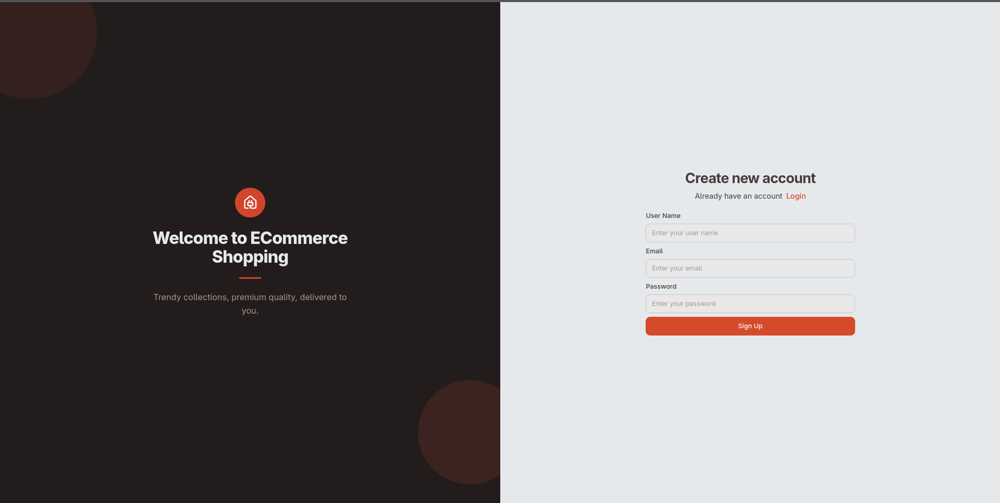 Welcome to ECommerce
Shopping
Trendy collections, premium quality, delivered to
you.
Create new account
Already have an account Login
User Name
Enter your user name
Email
Enter your email
Password
Enter your password
Sign Up